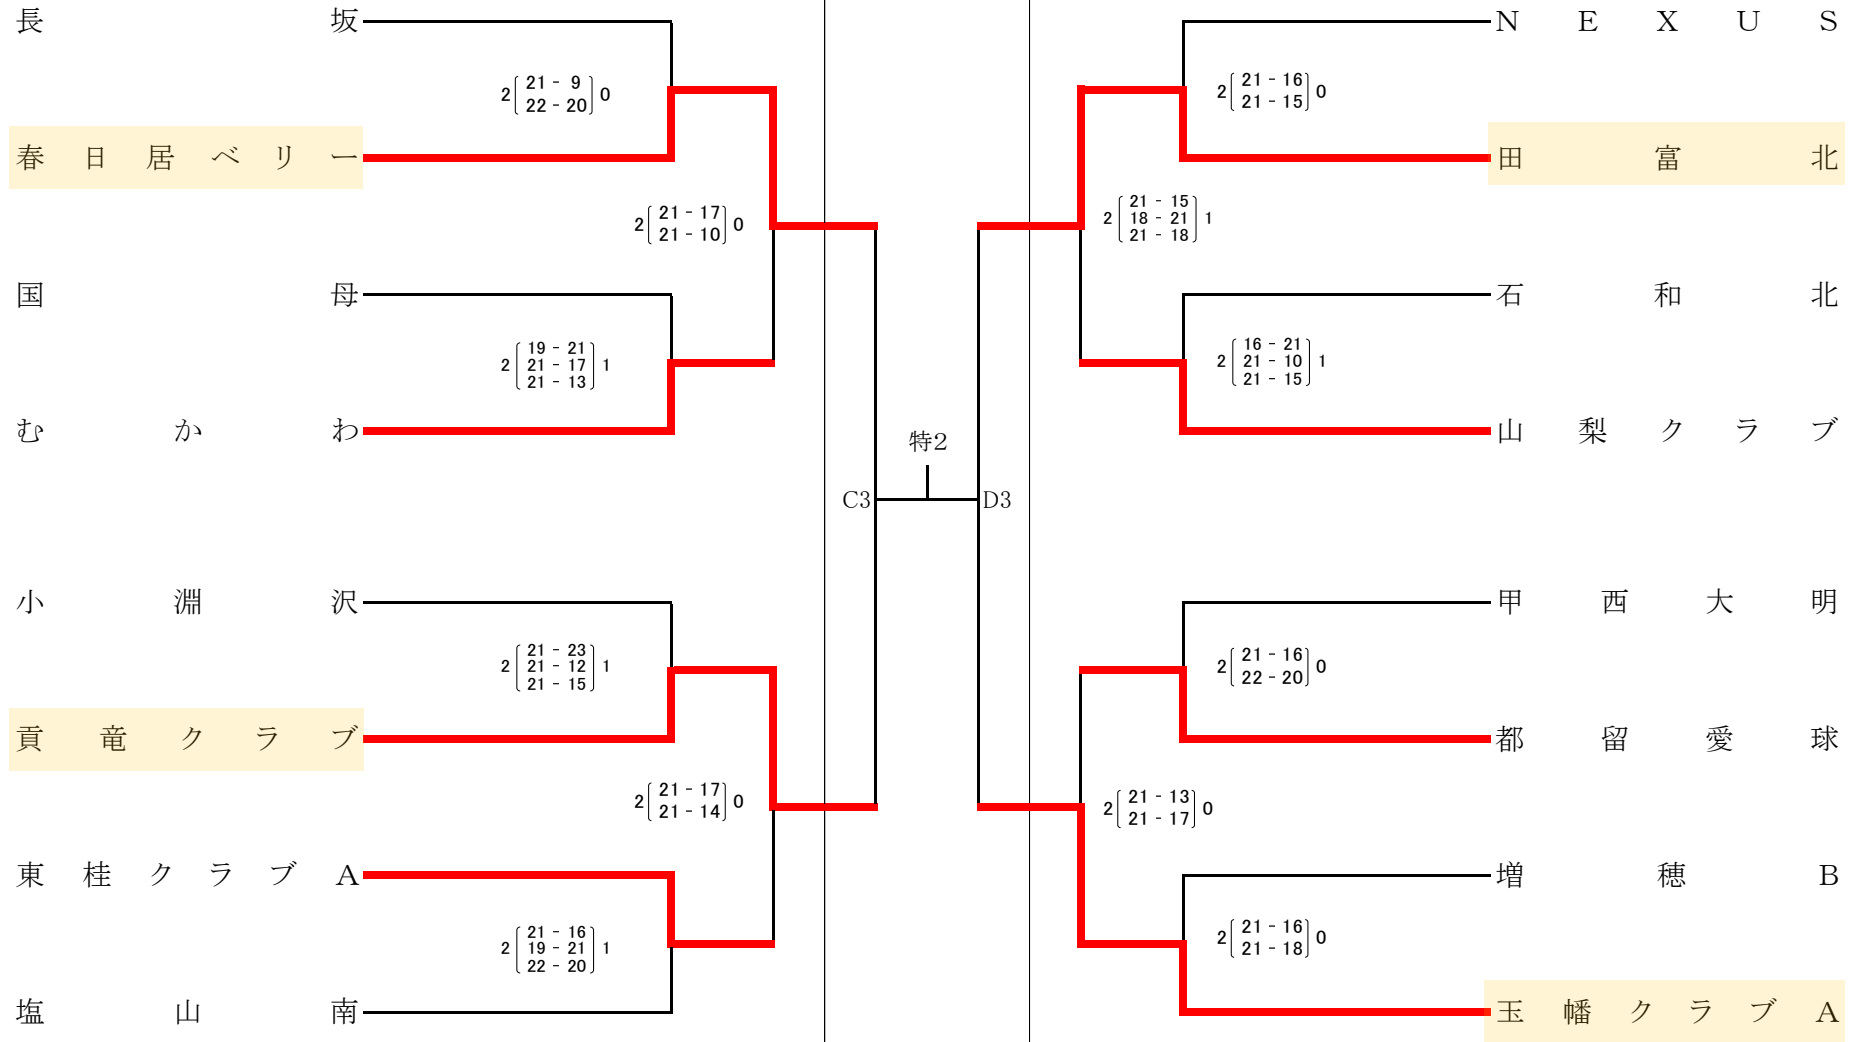 長坂
2 21 - 9 0
22 - 20
春日居ベリー
2 21 - 17 0
21 - 10
国母
2 19 - 21 1
21 - 17
21 - 13
むかわ
小淵沢
2 21 - 23 1
21 - 12
21 - 15
貢竜クラブ
2 21 - 17 0
21 - 14
東桂クラブA
2 21 - 16 1
19 - 21
22 - 20
塩山南
特2
C3
D3
NEXUS
2 21 - 16 0
21 - 15
田富北
2 21 - 15 1
18 - 21
21 - 18
石和北
2 16 - 21 1
21 - 10
21 - 15
山梨クラブ
甲西大明
2 21 - 16 0
22 - 20
都留愛球
2 21 - 13 0
21 - 17
増穂B
2 21 - 16 0
21 - 18
玉幡クラブA